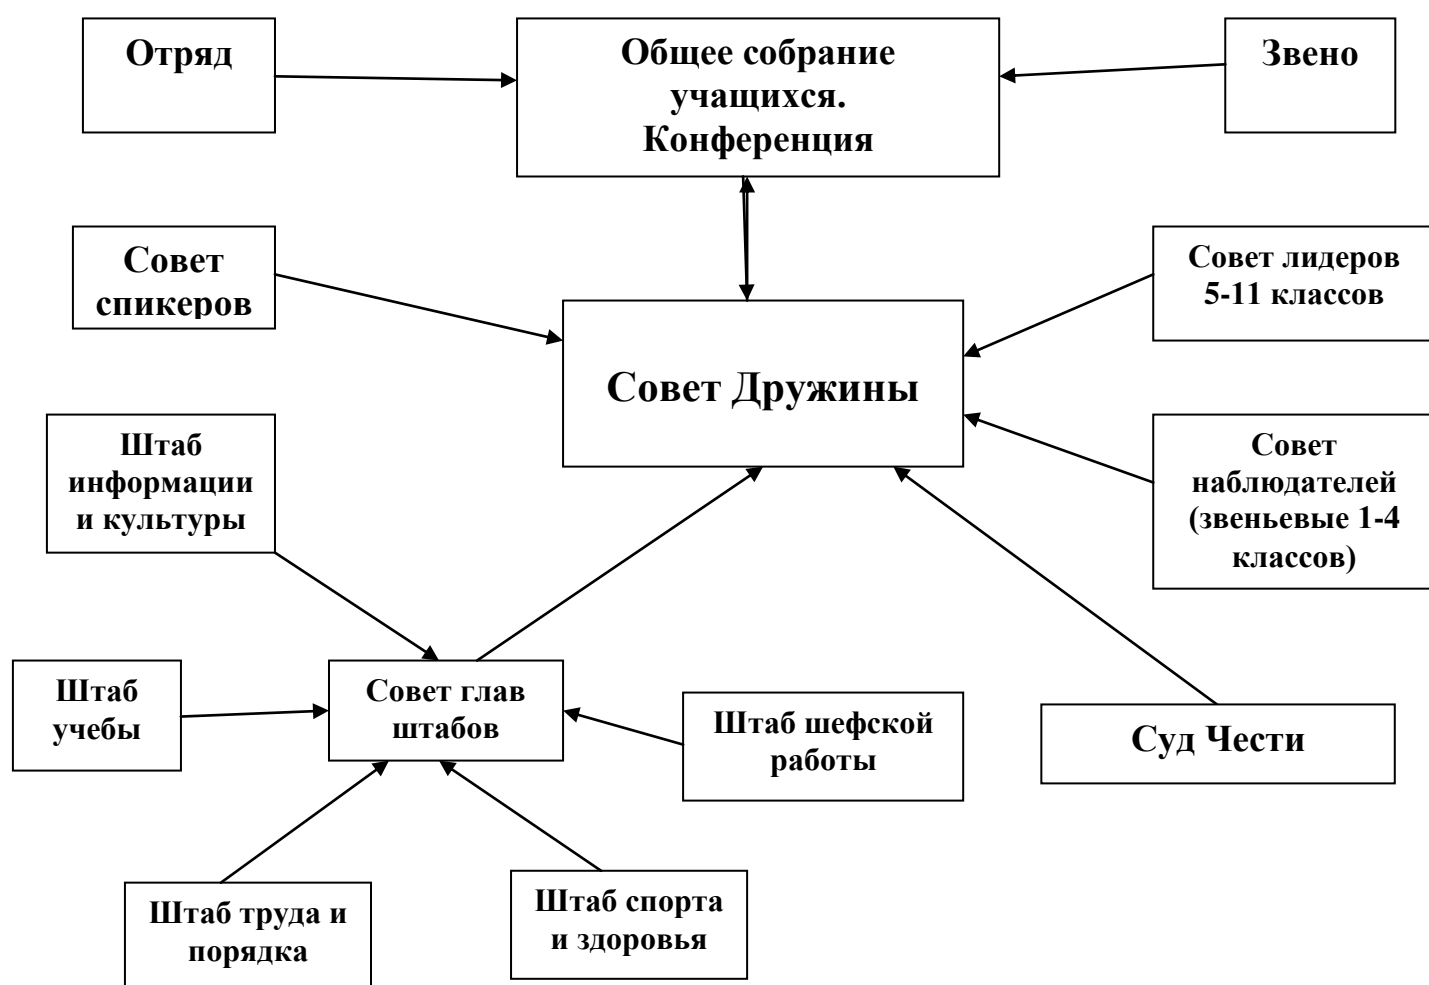 Отряд
Общее собрание
учащихся.
Конференция
Звено
Совет
спикеров
Совет лидеров
5-11 классов
Совет Дружины
Штаб
информации
и культуры
Совет
наблюдателей
(звеньевые 1-4
классов)
Штаб
учебы
Совет глав
штабов
Штаб шефской
работы
Суд Чести
Штаб труда и
порядка
Штаб спорта
и здоровья